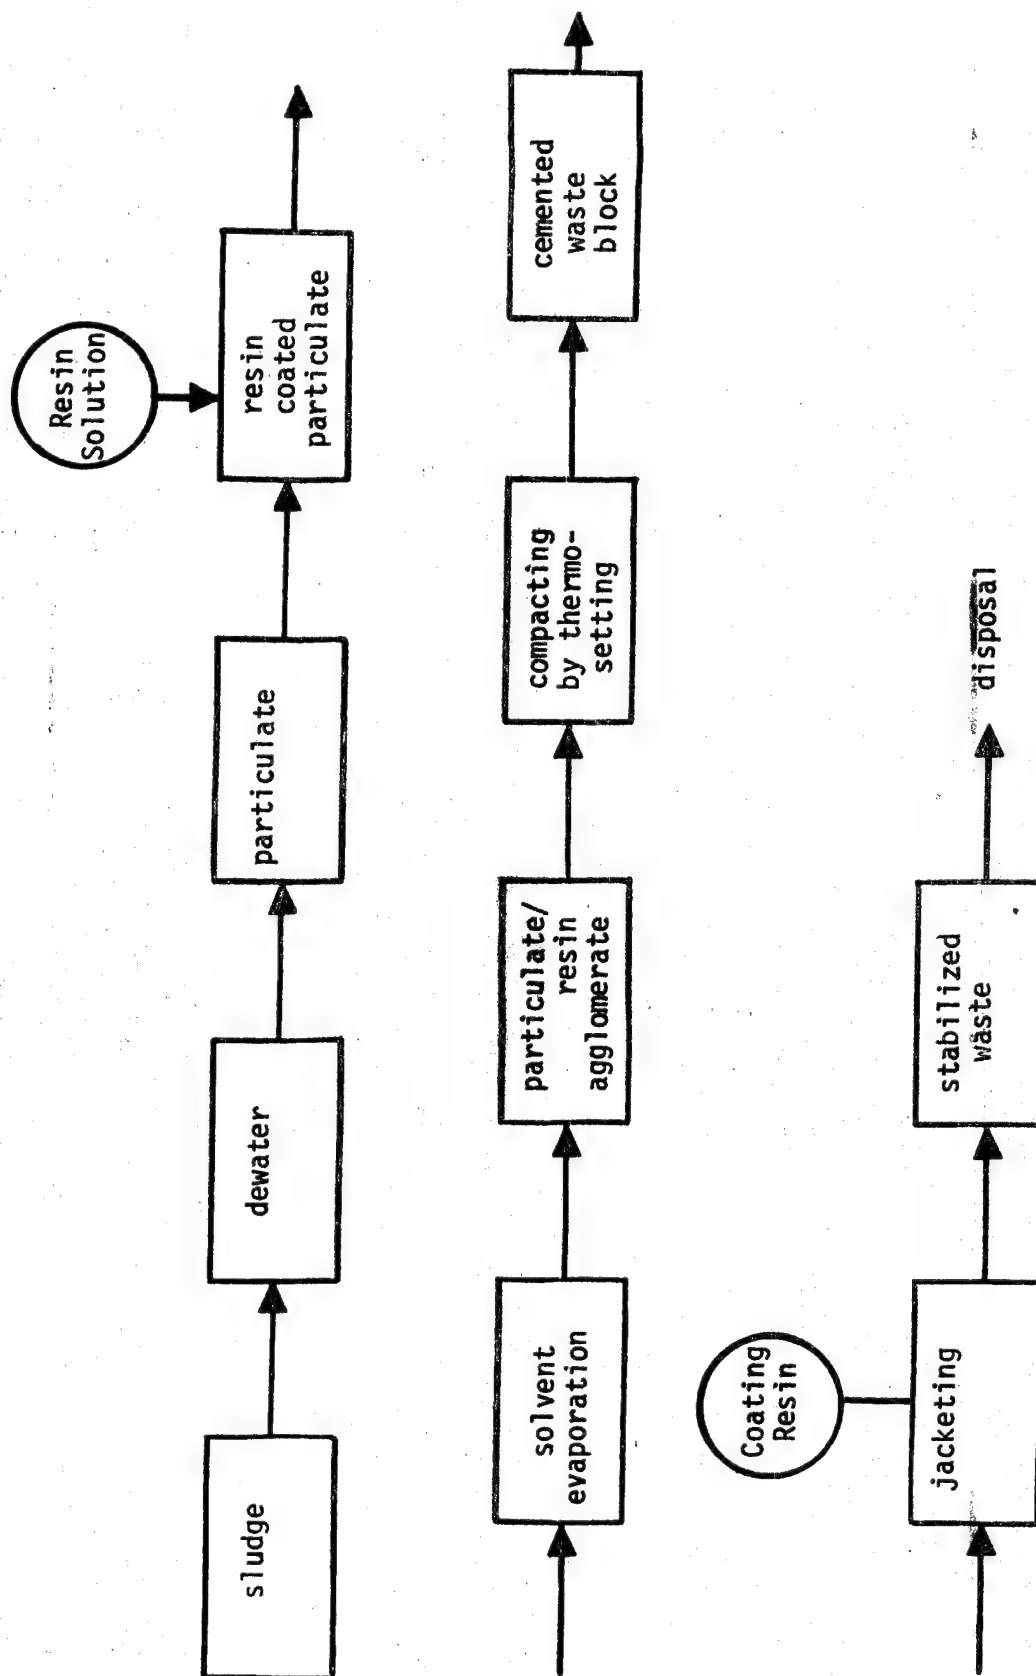 Resin
Solution
sludge
dewater
particulate
resin
coated
particulate
solvent
evaporation
particulate/
resin
agglomerate
compacting
by thermo-
setting
cemented
waste
block
Coating
Resin
jacketing
stabilized
waste
disposal